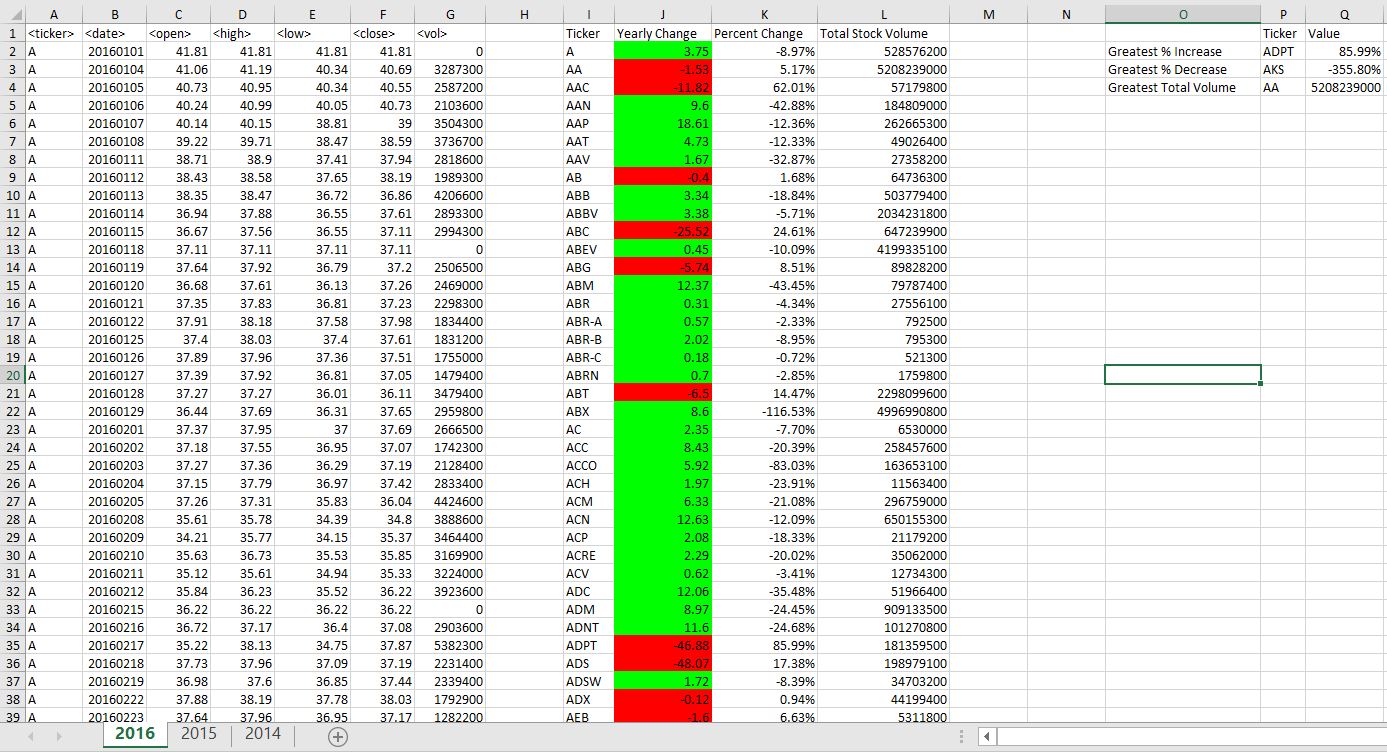 A B C D E F G H I J K L M N O P Q
1 <ticker> <date> <open> <high> <low> <close> <vol> Ticker Yearly Change Percent Change Total Stock Volume Ticker Value
2 A 20160101 41.81 41.81 41.81 41.81 0 A 3.75 -8.97% 528576200 Greatest % Increase ADPT 85.99%
3 A 20160104 41.06 41.19 40.34 40.69 3287300 AA -1.53 5.17% 5208239000 Greatest % Decrease AKS -355.80%
4 A 20160105 40.73 40.95 40.34 40.55 2587200 AAC -11.82 62.01% 57179800 Greatest Total Volume AA 5208239000
5 A 20160106 40.24 40.99 40.05 40.73 2103600 AAN 9.6 -42.88% 184809000
6 A 20160107 40.14 40.15 38.81 39 3504300 AAP 18.61 -12.36% 262665300
7 A 20160108 39.22 39.71 38.47 38.59 3736700 AAT 4.73 -12.33% 49026400
8 A 20160111 38.71 38.9 37.41 37.94 2818600 AAV 1.67 -32.87% 27358200
9 A 20160112 38.43 38.58 37.65 38.19 1989300 AB -0.4 1.68% 64736300
10 A 20160113 38.35 38.47 36.72 36.86 4206600 ABB 3.34 -18.84% 503779400
11 A 20160114 36.94 37.88 36.55 37.61 2893300 ABBV 3.38 -5.71% 2034231800
12 A 20160115 36.67 37.56 36.55 37.11 2994300 ABC -25.52 24.61% 647239900
13 A 20160118 37.11 37.11 37.11 37.11 0 ABEV 0.45 -10.09% 4199335100
14 A 20160119 37.64 37.92 36.79 37.2 2506500 ABG -5.74 8.51% 89828200
15 A 20160120 36.68 37.61 36.13 37.26 2469000 ABM 12.37 -43.45% 79787400
16 A 20160121 37.35 37.83 36.81 37.23 2298300 ABR 0.31 -4.34% 27556100
17 A 20160122 37.91 38.18 37.58 37.98 1834400 ABR-A 0.57 -2.33% 792500
18 A 20160125 37.4 38.03 37.4 37.61 1831200 ABR-B 2.02 -8.95% 795300
19 A 20160126 37.89 37.96 37.36 37.51 1755000 ABR-C 0.18 -0.72% 521300
20 A 20160127 37.39 37.92 36.81 37.05 1479400 ABRN 0.7 -2.85% 1759800
21 A 20160128 37.27 37.27 36.01 36.11 3479400 ABT -6.5 14.47% 2298099600
22 A 20160129 36.44 37.69 36.31 37.65 2959800 ABX 8.6 -116.53% 4996990800
23 A 20160201 37.37 37.95 37 37.69 2666500 AC 2.35 -7.70% 6530000
24 A 20160202 37.18 37.55 36.95 37.07 1742300 ACC 8.43 -20.39% 258457600
25 A 20160203 37.27 37.36 36.29 37.19 2128400 ACCO 5.92 -83.03% 163653100
26 A 20160204 37.15 37.79 36.97 37.42 2833400 ACH 1.97 -23.91% 11563400
27 A 20160205 37.26 37.31 35.83 36.04 4424600 ACM 6.33 -21.08% 296759000
28 A 20160208 35.61 35.78 34.39 34.8 3888600 ACN 12.63 -12.09% 650155300
29 A 20160209 34.21 35.77 34.15 35.37 3464400 ACP 2.08 -18.33% 21179200
30 A 20160210 35.63 36.73 35.53 35.85 3169900 ACRE 2.29 -20.02% 35062000
31 A 20160211 35.12 35.61 34.94 35.33 3224000 ACV 0.62 -3.41% 12734300
32 A 20160212 35.84 36.23 35.52 36.22 3923600 ADC 12.06 -35.48% 51966400
33 A 20160215 36.22 36.22 36.22 36.22 0 ADM 8.97 -24.45% 909133500
34 A 20160216 36.72 37.17 36.4 37.08 2903600 ADNT 11.6 -24.68% 101270800
35 A 20160217 35.22 38.13 34.75 37.87 5382300 ADPT -46.88 85.99% 181359500
36 A 20160218 37.73 37.96 37.09 37.19 2231400 ADS -48.07 17.38% 198979100
37 A 20160219 36.98 37.6 36.85 37.44 2339400 ADSW 1.72 -8.39% 34703200
38 A 20160222 37.88 38.19 37.78 38.03 1792900 ADX -0.12 0.94% 44199400
39 A 20160223 37.64 37.96 36.95 37.17 1282200 AEB -1.6 6.63% 5311800
2016 2015 2014